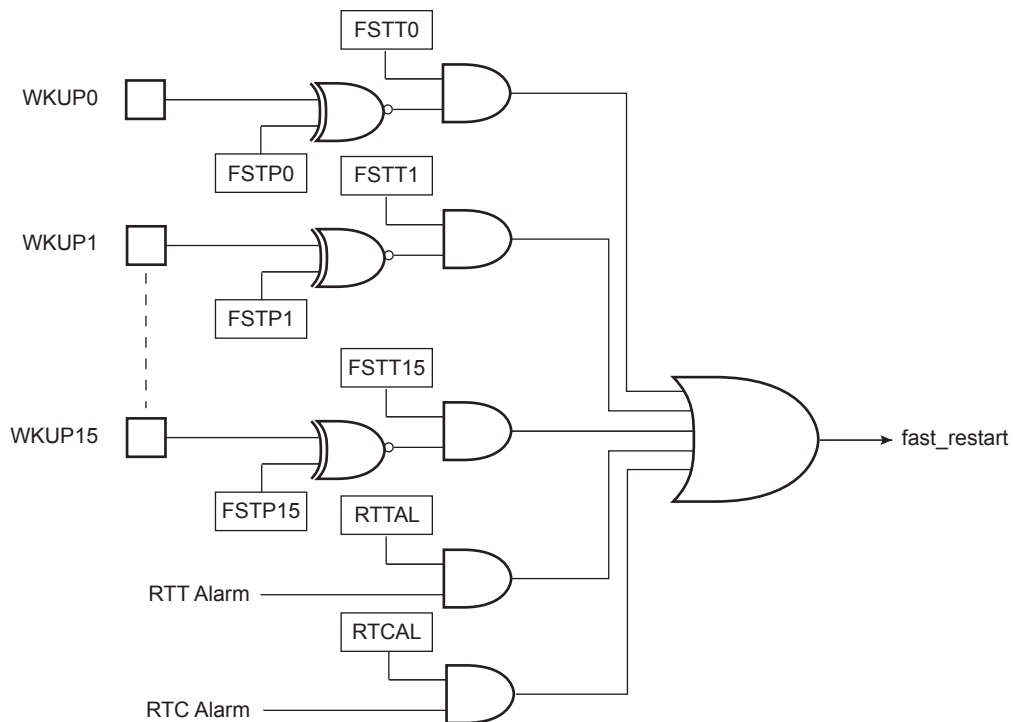 FSTT0
WKUP0
FSTP0
FSTT1
WKUP1
FSTP1
FSTT15
WKUP15
fast_restart
FSTP15
RTTAL
RTT Alarm
RTCAL
RTC Alarm